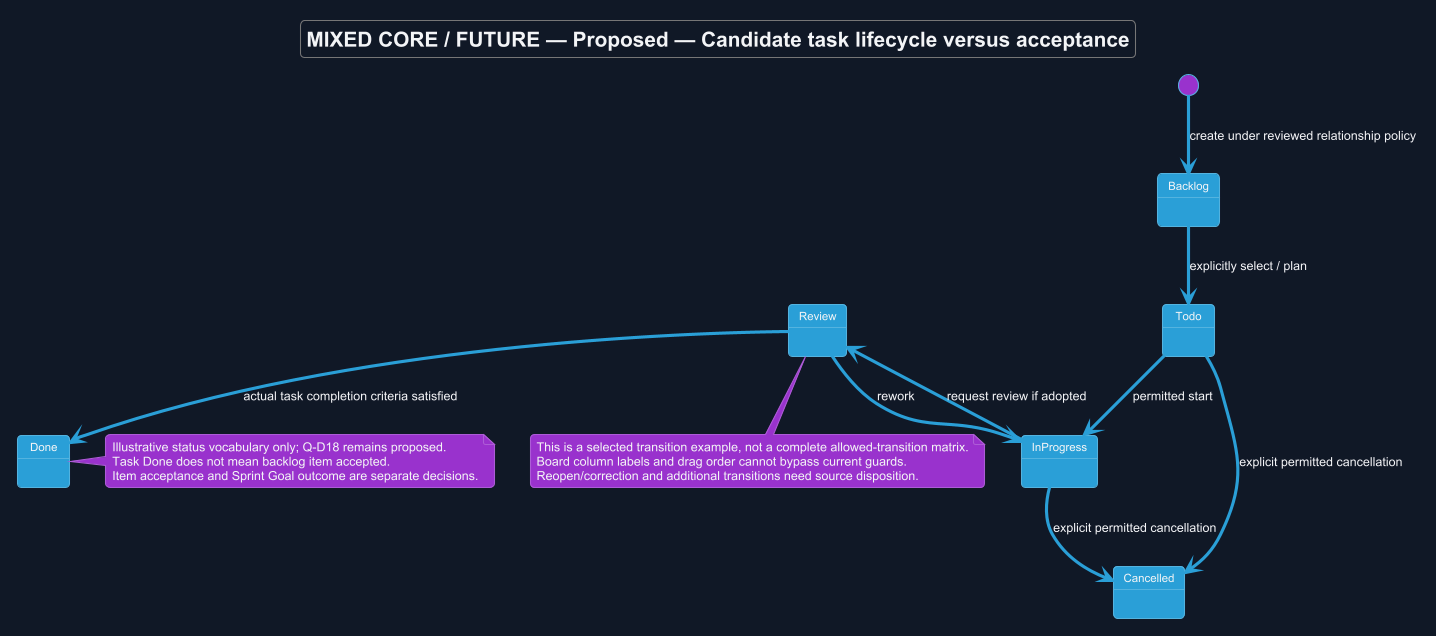 MIXED CORE / FUTURE — Proposed — Candidate task lifecycle versus acceptance
create under reviewed relationship policy
Backlog
explicitly select / plan
Review
Todo
actual task completion criteria satisfied
rework
request review if adopted
permitted start
Done
Illustrative status vocabulary only; Q-D18 remains proposed.
Task Done does not mean backlog item accepted.
Item acceptance and Sprint Goal outcome are separate decisions.
This is a selected transition example, not a complete allowed-transition matrix.
Board column labels and drag order cannot bypass current guards.
Reopen/correction and additional transitions need source disposition.
InProgress
explicit permitted cancellation
explicit permitted cancellation
Cancelled